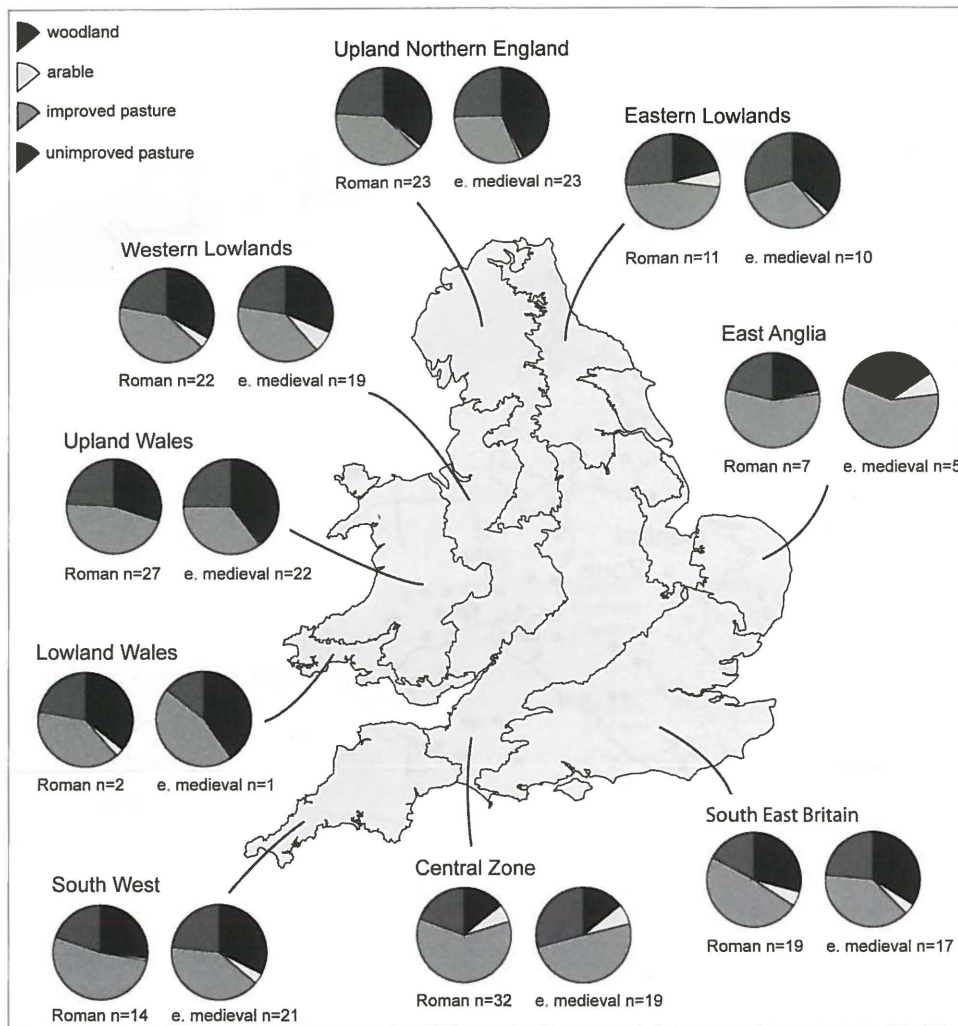 woodland
arable
improved pasture
unimproved pasture
Upland Northern England
Roman n=23 e. medieval n=23
Eastern Lowlands
Roman n=11 e. medieval n=10
Western Lowlands
Roman n=22 e. medieval n=19
East Anglia
Roman n=7 e. medieval n=5
Upland Wales
Roman n=27 e. medieval n=22
Lowland Wales
Roman n=2 e. medieval n=1
South East Britain
Roman n=19 e. medieval n=17
Central Zone
Roman n=32 e. medieval n=19
South West
Roman n=14 e. medieval n=21